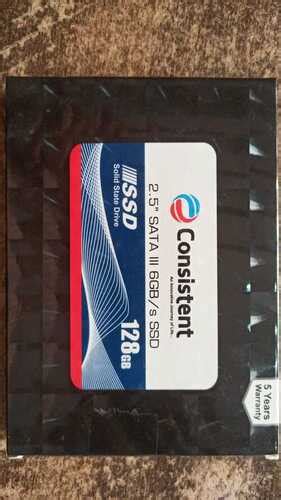 Consistent
An Innovative Journey of Life..
2.5" SATA III 6GB/s SSD
SSD
Solid State Drive
128GB
5 Years
Warranty